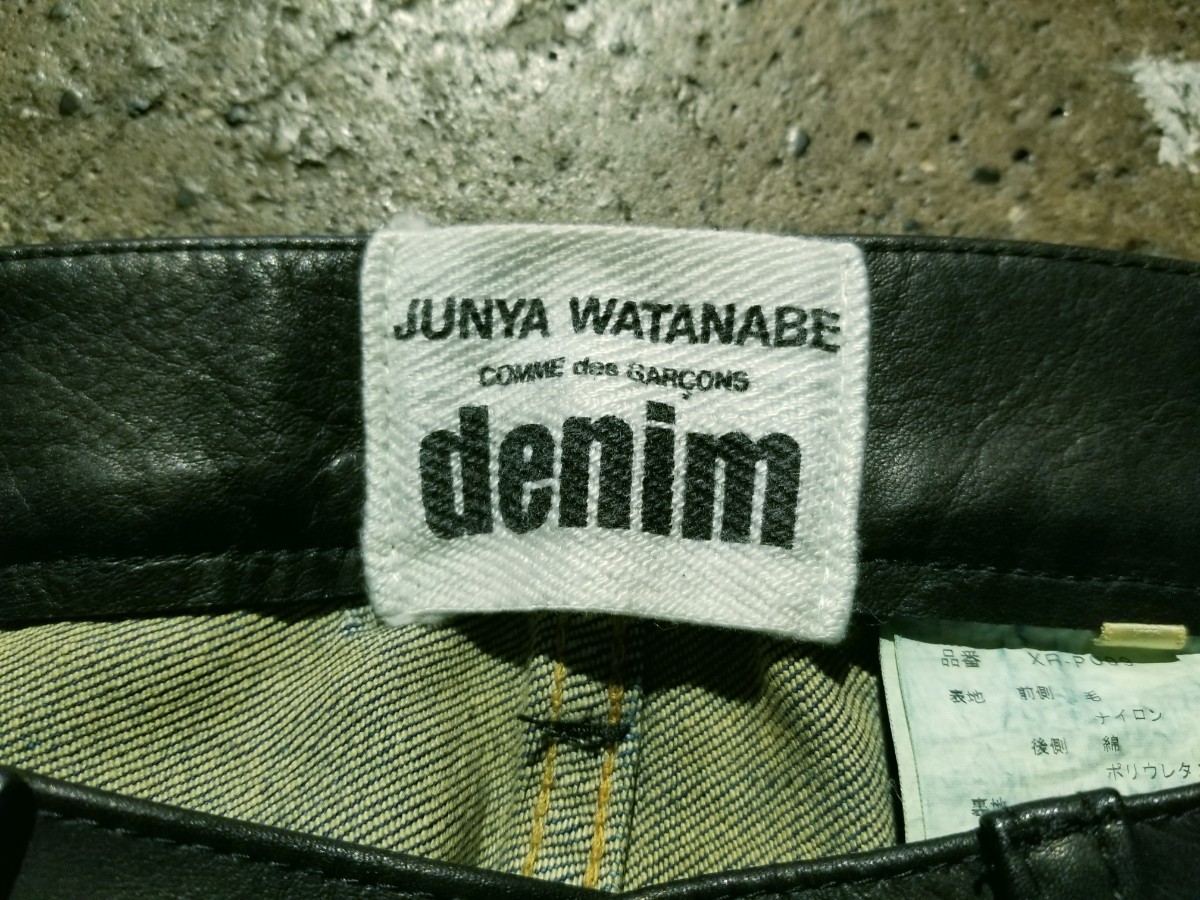 JUNYA WATANABE
COMME des GARÇONS
denim
品番
表地 前側 毛
ナイロン
後側 綿
ポリウレタ